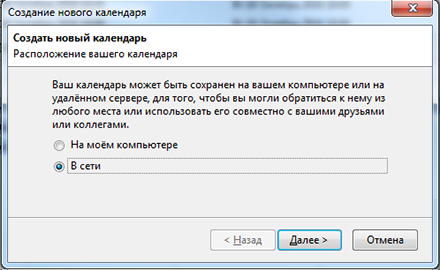 Создание нового календаря
Создать новый календарь
Расположение вашего календаря
Ваш календарь может быть сохранен на вашем компьютере или на
удалённом сервере, для того, чтобы вы могли обратиться к нему из
любого места или использовать его совместно с вашими друзьями
или коллегами.
На моём компьютере
В сети
< Назад
Далее >
Отмена